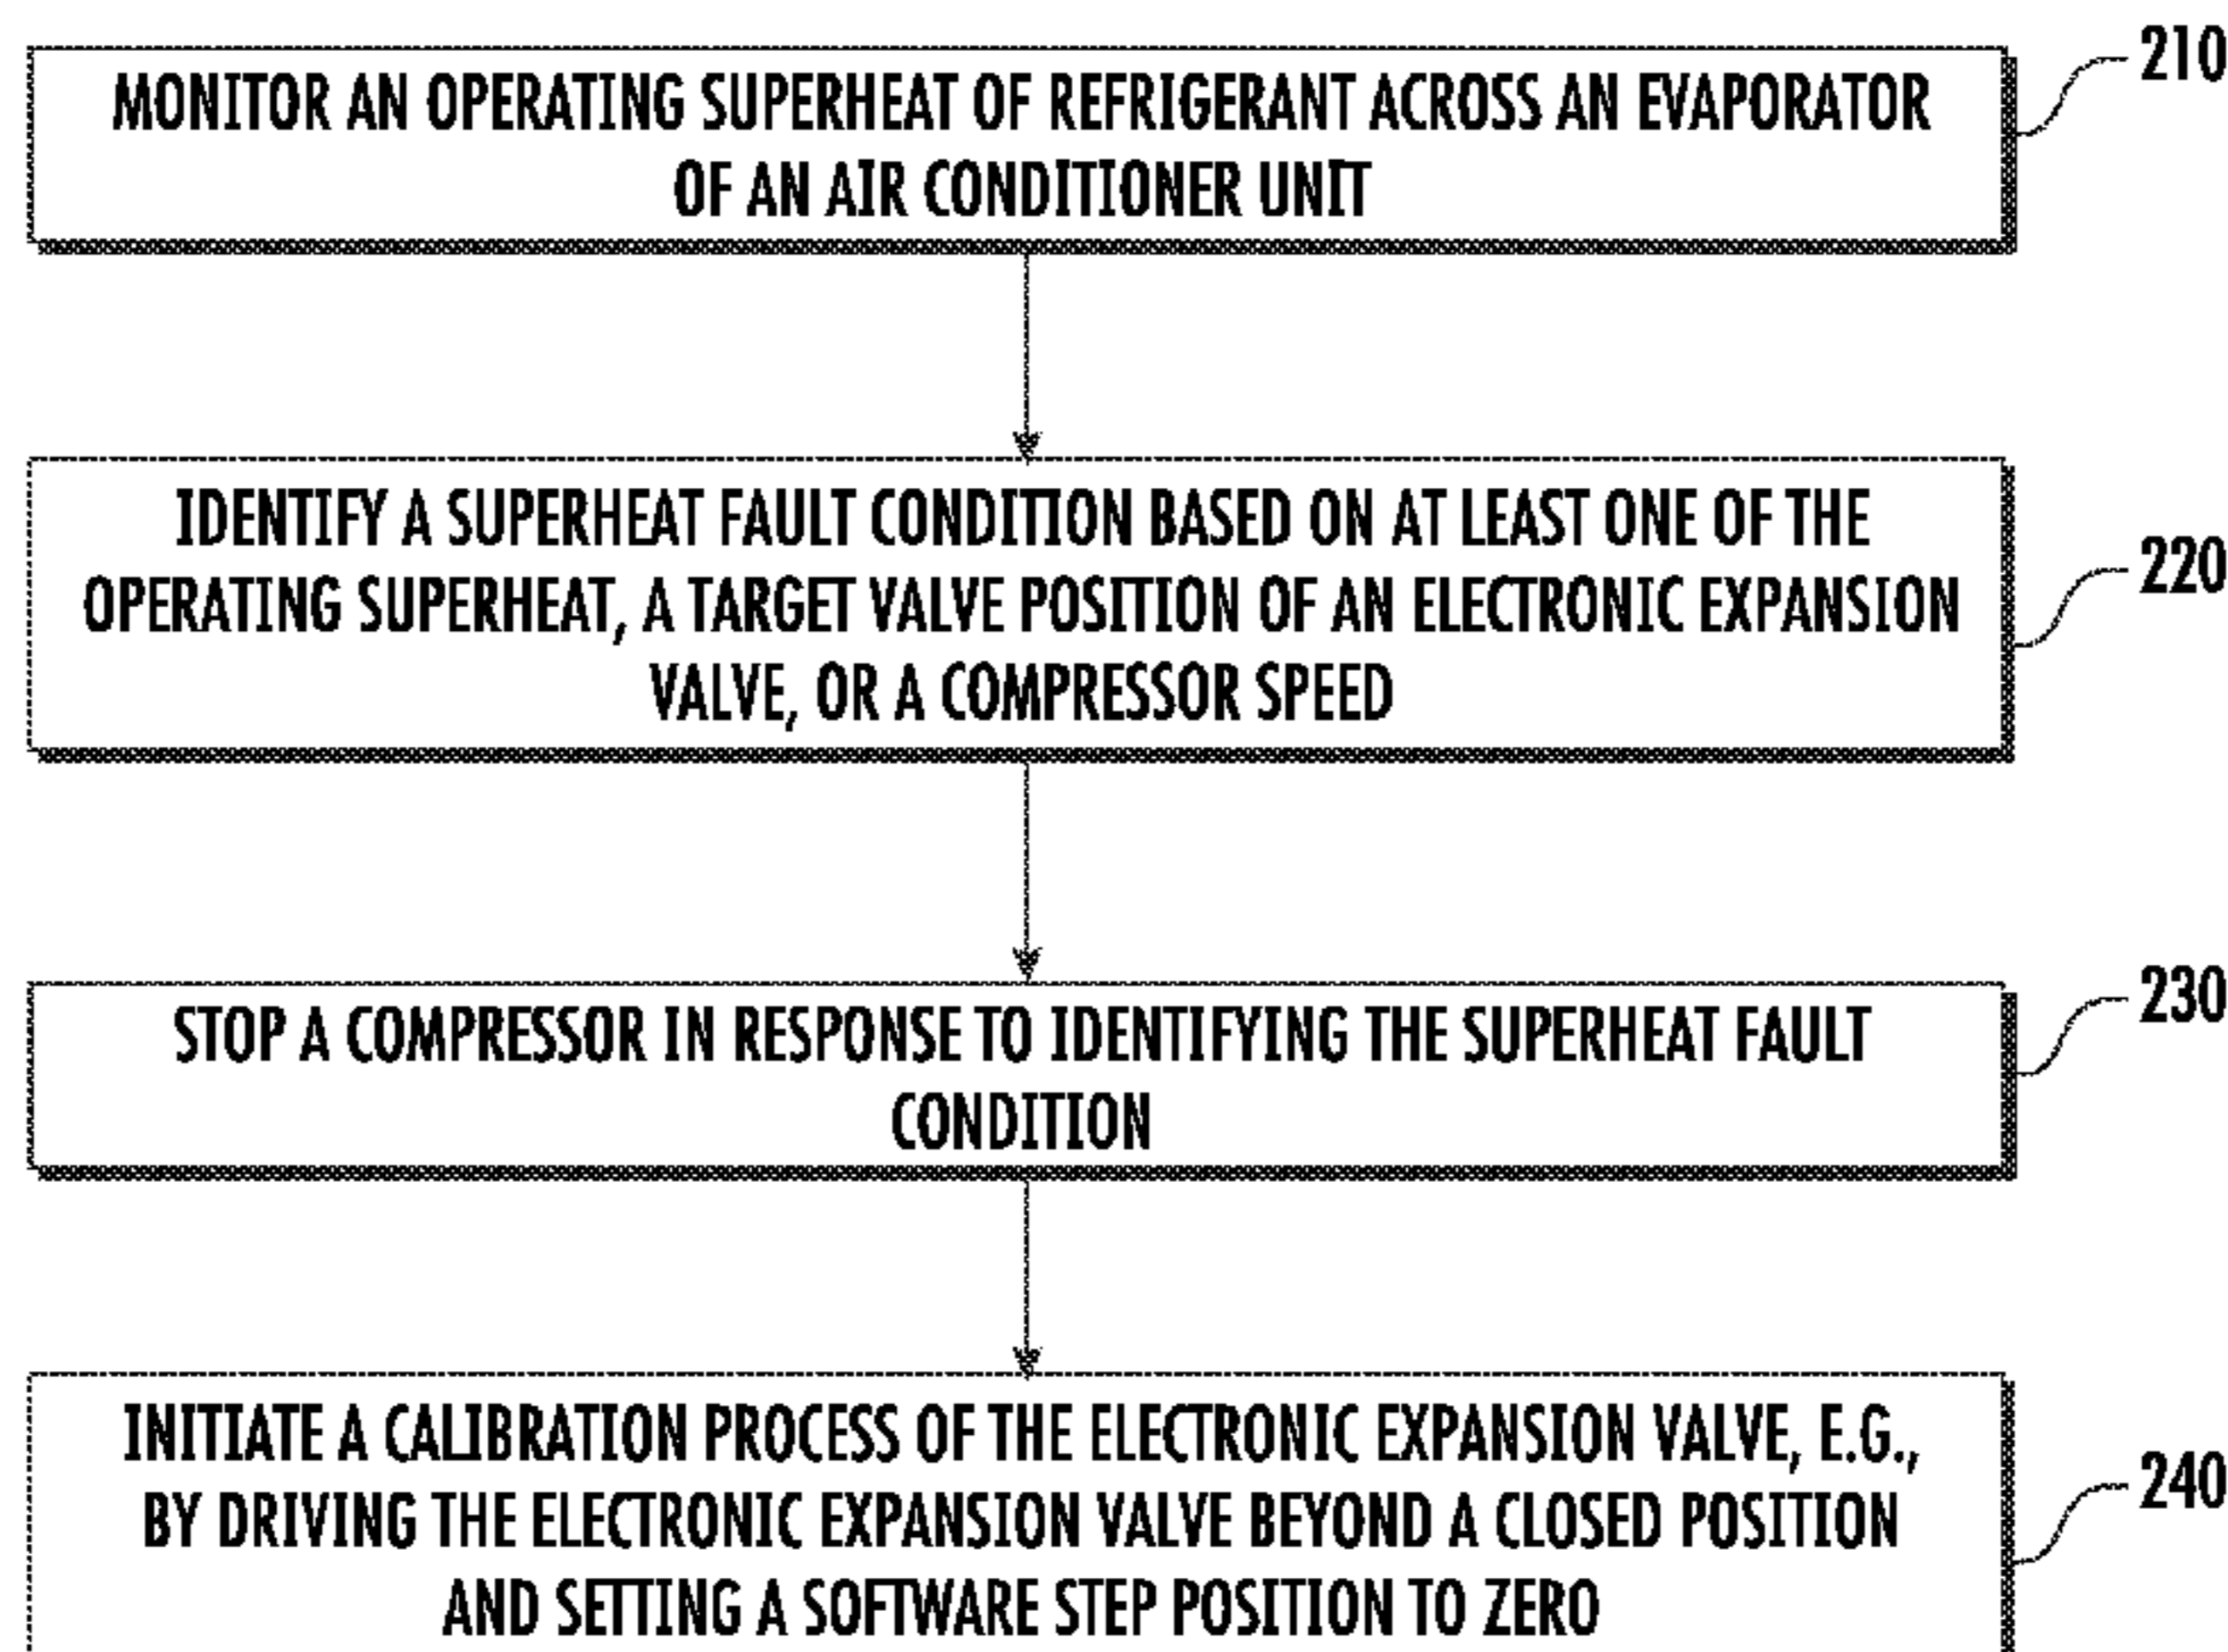 210
MONITOR AN OPERATING SUPERHEAT OF REFRIGERANT ACROSS AN EVAPORATOR
OF AN AIR CONDITIONER UNIT
IDENTIFY A SUPERHEAT FAULT CONDITION BASED ON AT LEAST ONE OF THE
220
OPERATING SUPERHEAT, A TARGET VALVE POSITION OF AN ELECTRONIC EXPANSION
VALVE, OR A COMPRESSOR SPEED
230
STOP A COMPRESSOR IN RESPONSE TO IDENTIFYING THE SUPERHEAT FAULT
CONDITION
INITIATE A CALIBRATION PROCESS OF THE ELECTRONIC EXPANSION VALVE, E.G.,
240
BY DRIVING THE ELECTRONIC EXPANSION VALVE BEYOND A CLOSED POSITION
AND SETTING A SOFTWARE STEP POSITION TO ZERO